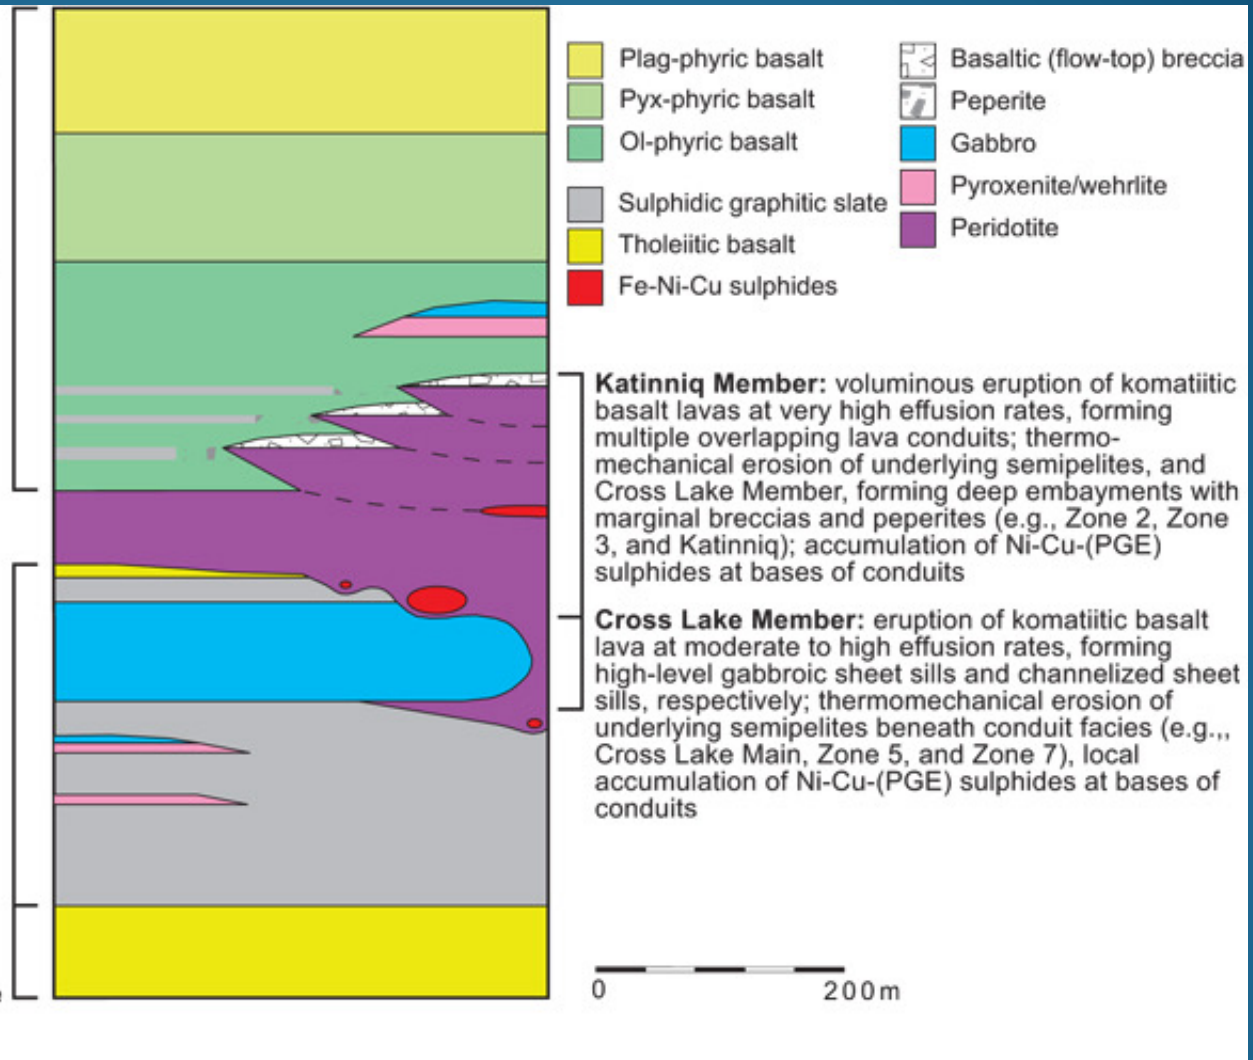 Plag-phyric basalt
Pyx-phyric basalt
Ol-phyric basalt
Sulphidic graphitic slate
Tholeiitic basalt
Fe-Ni-Cu sulphides
Basaltic (flow-top) breccia
Peperite
Gabbro
Pyroxenite/wehrlite
Peridotite
Katinniq Member: voluminous eruption of komatiitic
basalt lavas at very high effusion rates, forming
multiple overlapping lava conduits; thermo-
mechanical erosion of underlying semipelites, and
Cross Lake Member, forming deep embayments with
marginal breccias and peperites (e.g., Zone 2, Zone
3, and Katinniq); accumulation of Ni-Cu-(PGE)
sulphides at bases of conduits
Cross Lake Member: eruption of komatiitic basalt
lava at moderate to high effusion rates, forming
high-level gabbroic sheet sills and channelized sheet
sills, respectively; thermomechanical erosion of
underlying semipelites beneath conduit facies (e.g.,,
Cross Lake Main, Zone 5, and Zone 7), local
accumulation of Ni-Cu-(PGE) sulphides at bases of
conduits
0 200m